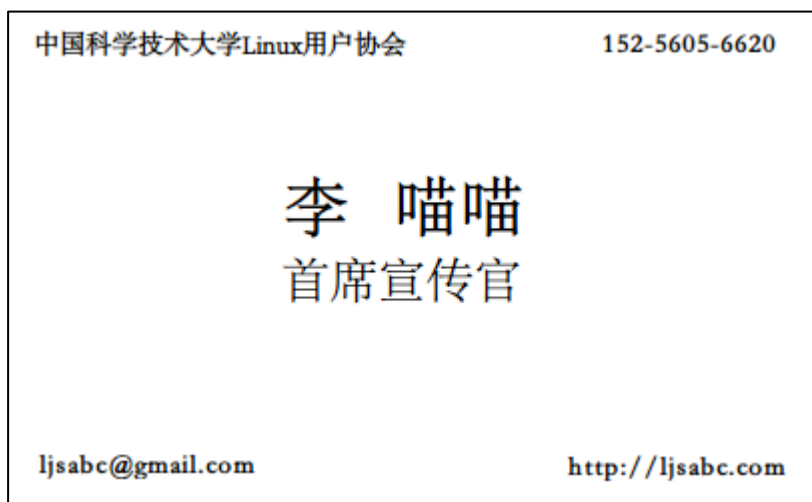 中国科学技术大学Linux用户协会 152-5605-6620
李 喵喵
首席宣传官
ljsabc@gmail.com http://ljsabc.com